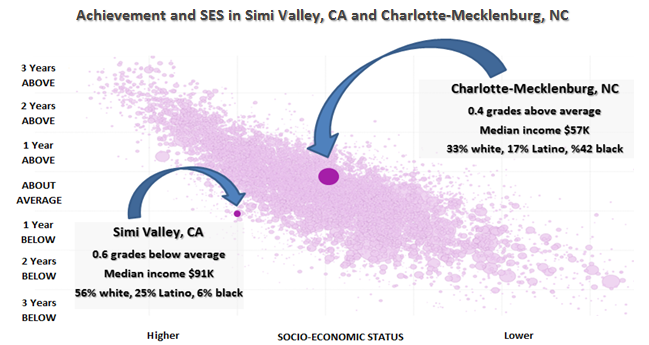 Achievement and SES in Simi Valley, CA and Charlotte-Mecklenburg, NC
3 Years
ABOVE
2 Years
ABOVE
1 Year
ABOVE
ABOUT
AVERAGE
1 Year
BELOW
2 Years
BELOW
3 Years
BELOW
Charlotte-Mecklenburg, NC
0.4 grades above average
Median income $57K
33% white, 17% Latino, %42 black
Simi Valley, CA
0.6 grades below average
Median income $91K
56% white, 25% Latino, 6% black
Higher SOCIO-ECONOMIC STATUS Lower